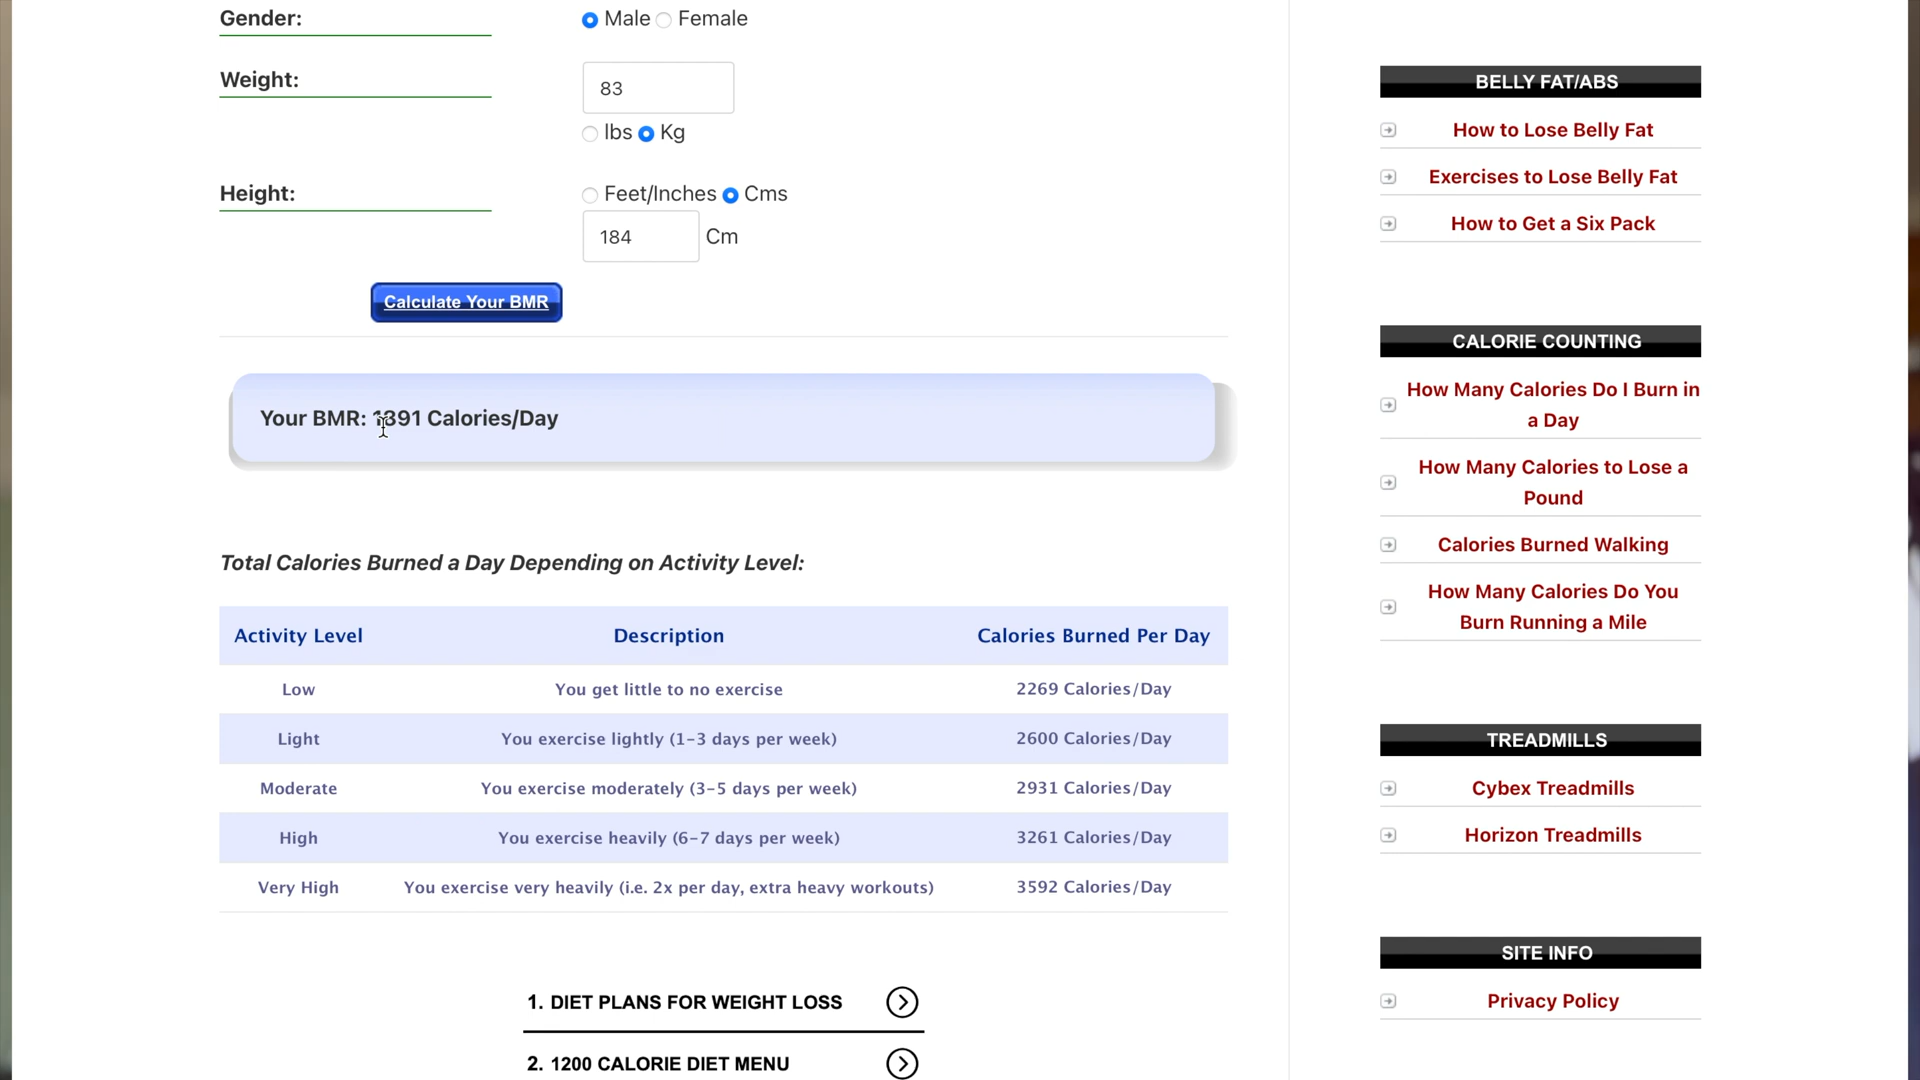 Gender:
Male Female
Weight:
83
lbs Kg
Height:
Feet/Inches Cms
184 Cm
Calculate Your BMR
Your BMR: 1891 Calories/Day
Total Calories Burned a Day Depending on Activity Level:
Activity Level Description Calories Burned Per Day
Low You get little to no exercise 2269 Calories/Day
Light You exercise lightly (1-3 days per week) 2600 Calories/Day
Moderate You exercise moderately (3-5 days per week) 2931 Calories/Day
High You exercise heavily (6-7 days per week) 3261 Calories/Day
Very High You exercise very heavily (i.e. 2x per day, extra heavy workouts) 3592 Calories/Day
1. DIET PLANS FOR WEIGHT LOSS
2. 1200 CALORIE DIET MENU
BELLY FAT/ABS
How to Lose Belly Fat
Exercises to Lose Belly Fat
How to Get a Six Pack
CALORIE COUNTING
How Many Calories Do I Burn in
a Day
How Many Calories to Lose a
Pound
Calories Burned Walking
How Many Calories Do You
Burn Running a Mile
TREADMILLS
Cybex Treadmills
Horizon Treadmills
SITE INFO
Privacy Policy